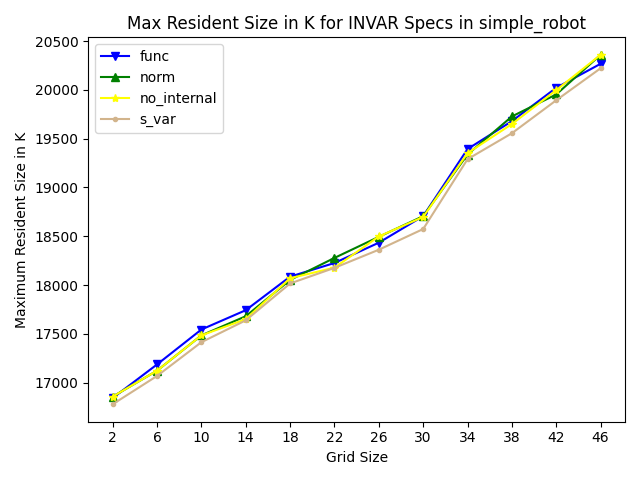 Max Resident Size in K for INVAR Specs in simple_robot
func
norm
no_internal
s_var
Maximum Resident Size in K
20500
20000
19500
19000
18500
18000
17500
17000
2 6 10 14 18 22 26 30 34 38 42 46
Grid Size